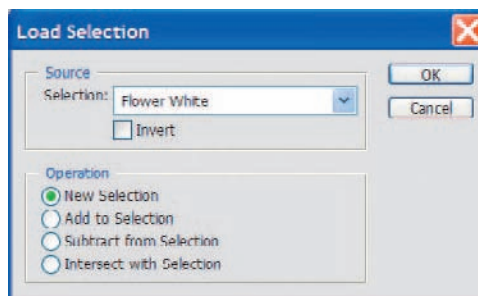 Load Selection
Source
Selection: Flower White
Invert
OK
Cancel
Operation
New Selection
Add to Selection
Subtract from Selection
Intersect with Selection